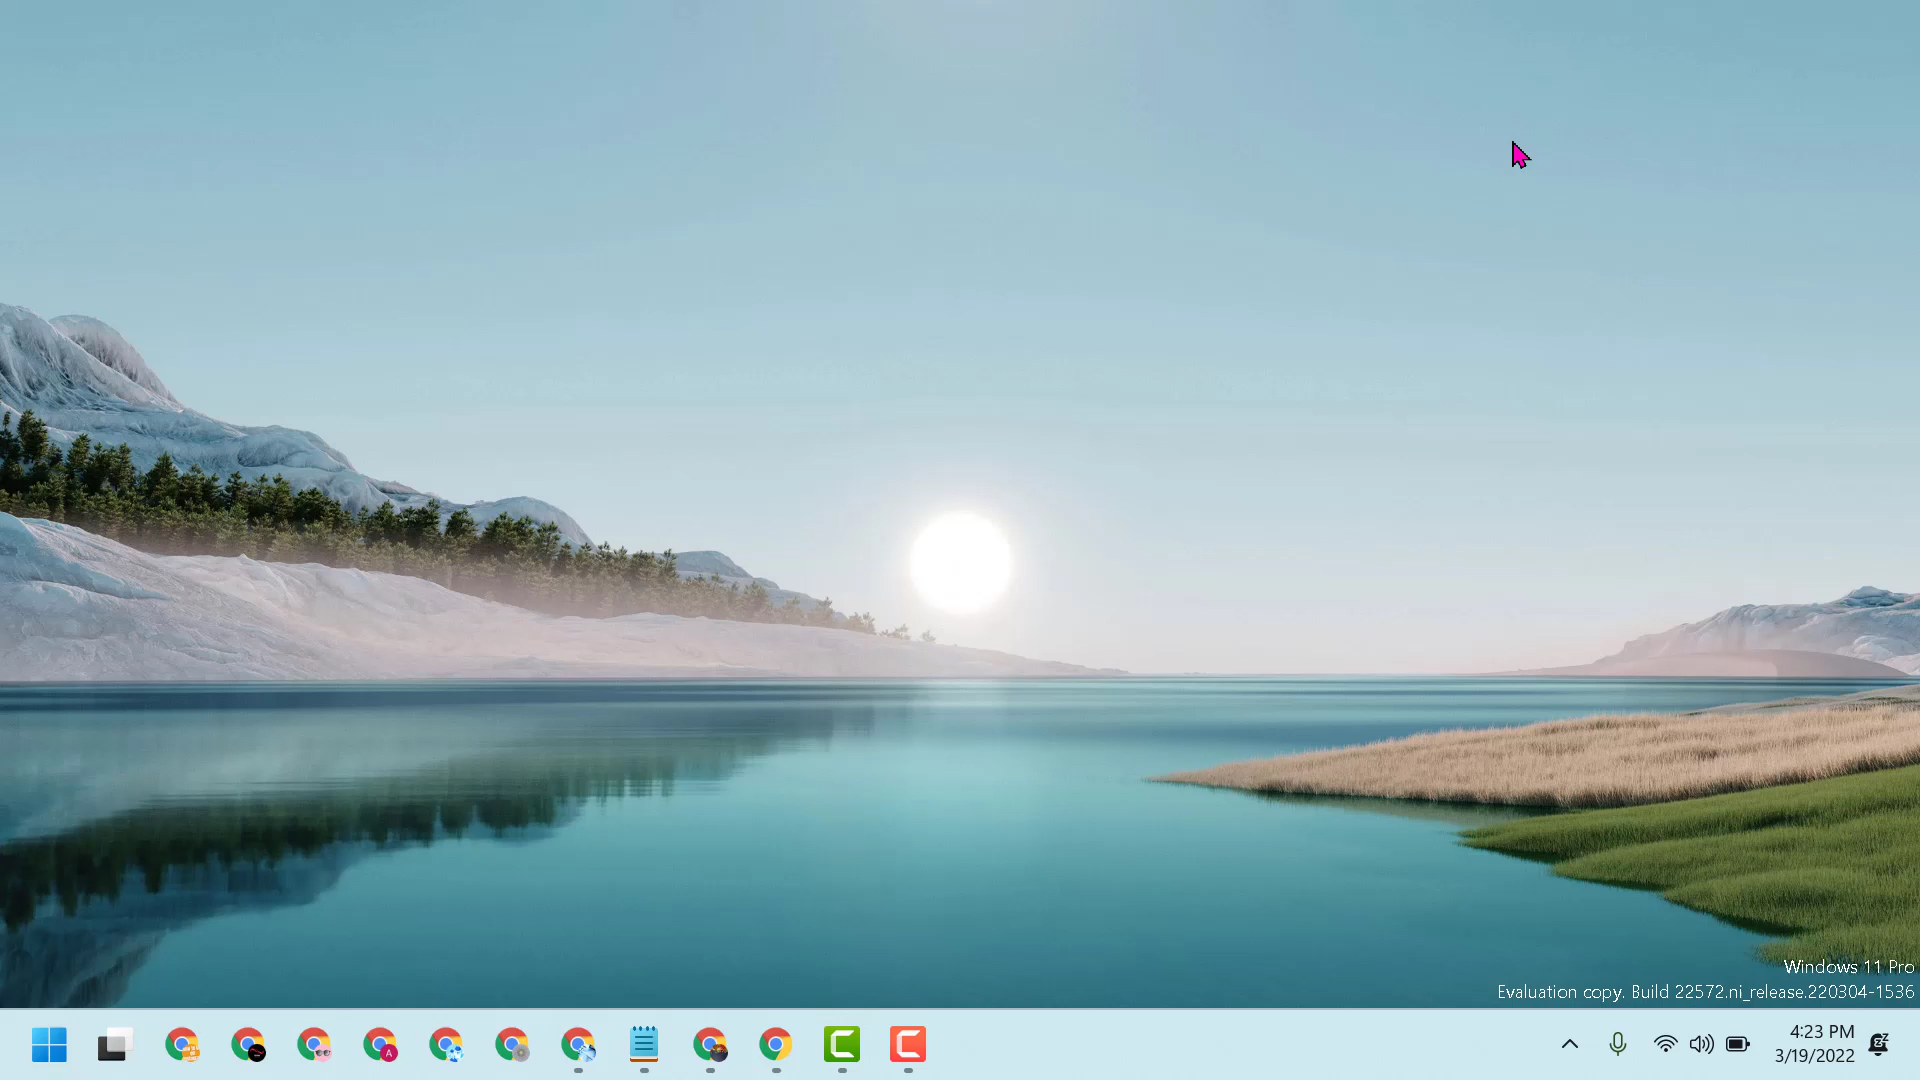 Windows 11 Pro
Evaluation copy. Build 22572.ni_release.220304-1536
A
4:23 PM
3/19/2022